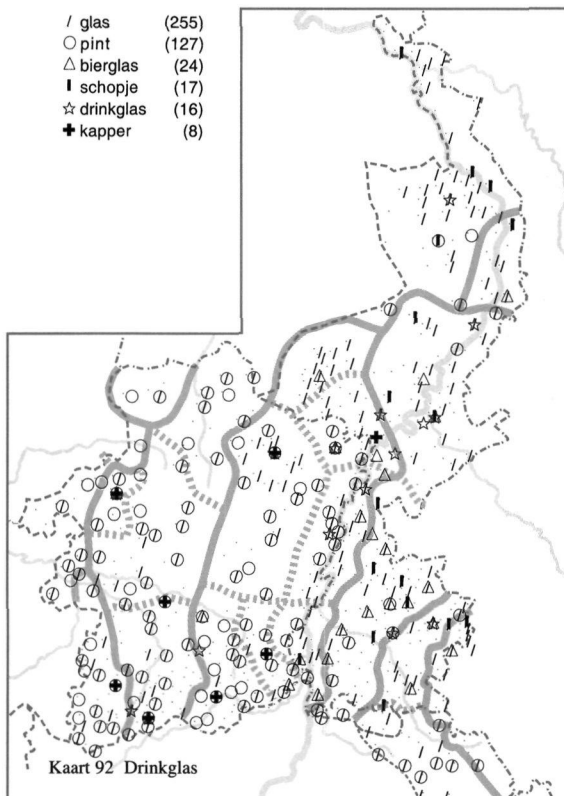 glas (255)
pint (127)
bierglas (24)
schopje (17)
drinkglas (16)
kapper (8)
Kaart 92 Drinkglas